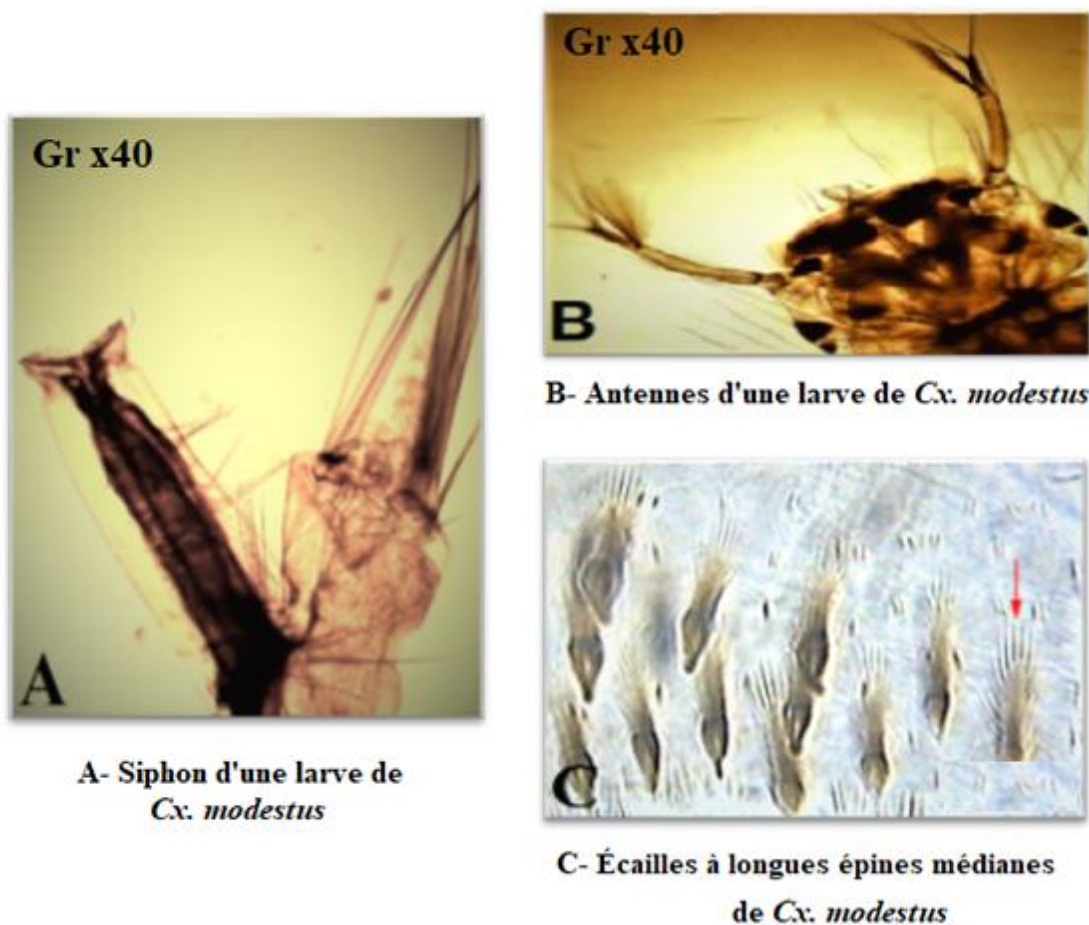 Gr x40
A
A- Siphon d'une larve de
Cx. modestus
Gr x40
B
B- Antennes d'une larve de Cx. modestus
C
C- Écailles à longues épines médianes
de Cx. modestus